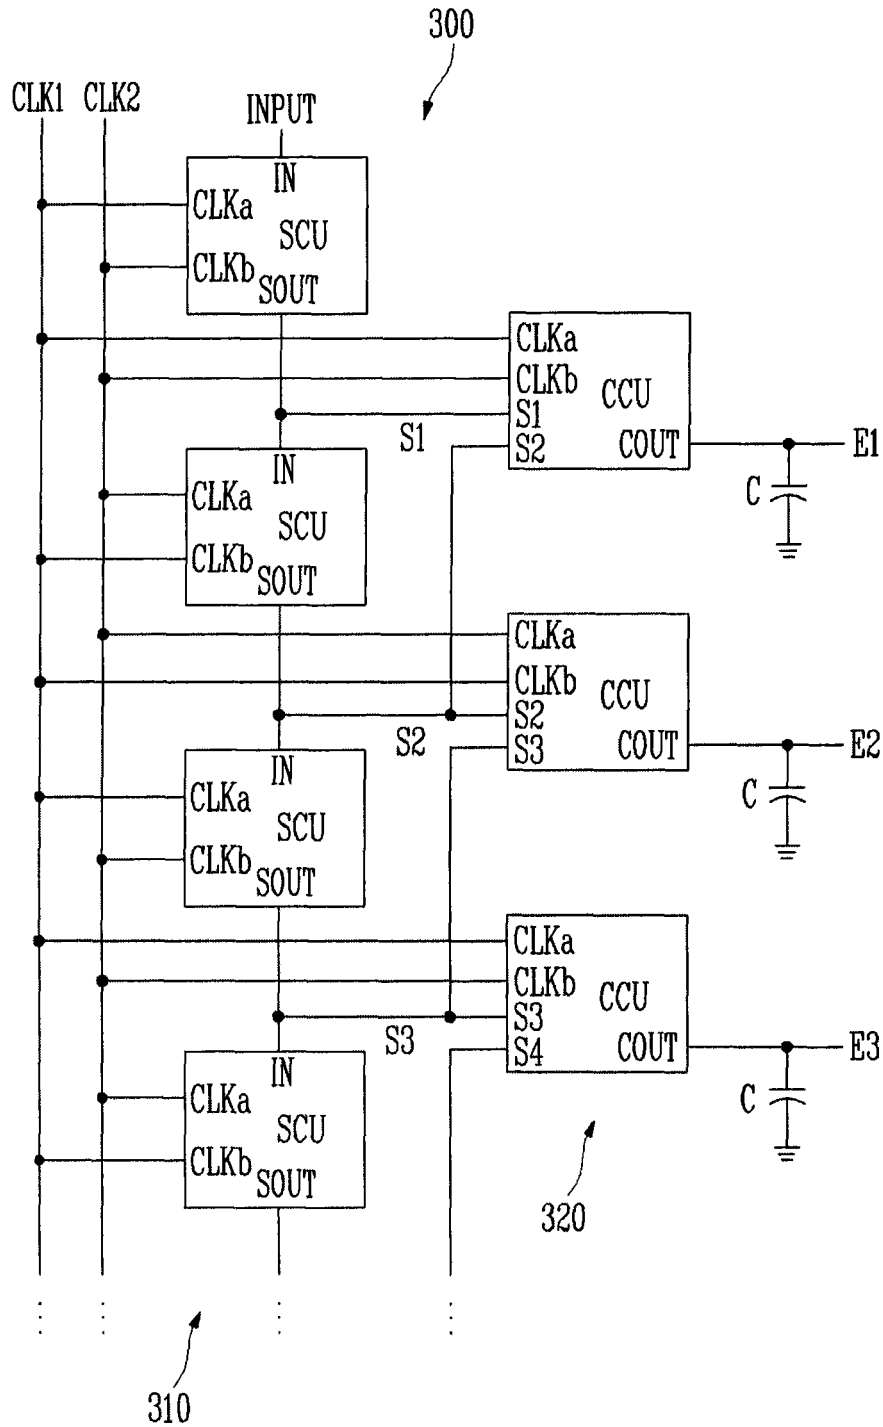 300
CLK1 CLK2 INPUT
IN
CLKa
SCU
CLKb
SOUT
CLKa
CLKb
CCU
S1
S1
S2
COUT
E1
C
IN
CLKa
SCU
CLKb
SOUT
CLKa
CLKb
CCU
S2
S2
S3
COUT
E2
C
IN
CLKa
SCU
CLKb
SOUT
CLKa
CLKb
CCU
S3
S3
S4
COUT
E3
C
IN
CLKa
SCU
CLKb
SOUT
320
310